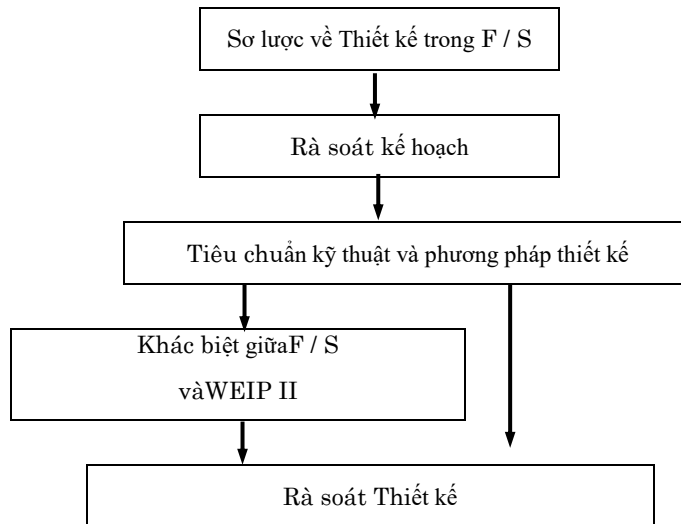 Sơ lược về Thiết kế trong F / S
Rà soát kế hoạch
Tiêu chuẩn kỹ thuật và phương pháp thiết kế
Khác biệt giữaF / S
vàWEIP II
Rà soát Thiết kế